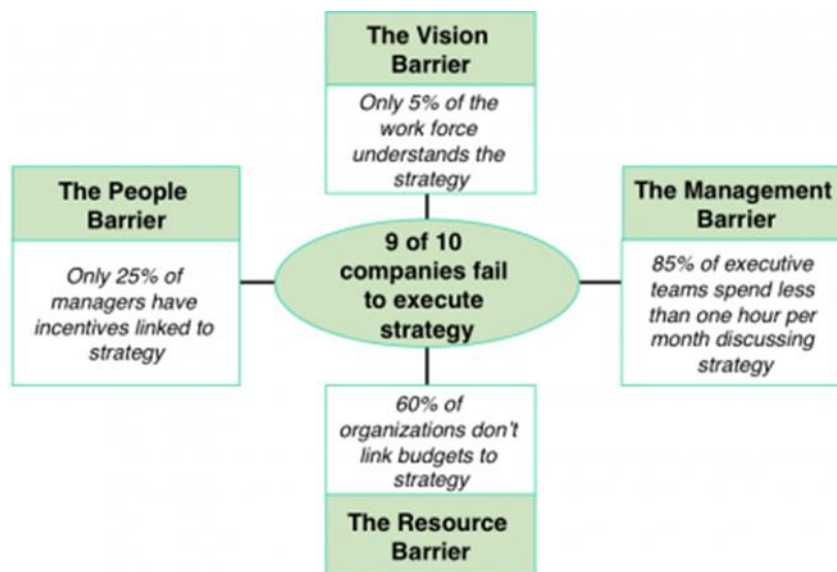 The Vision
Barrier
Only 5% of the
work force
understands the
strategy
The People
Barrier
Only 25% of
managers have
incentives linked to
strategy
9 of 10
companies fail
to execute
strategy
The Management
Barrier
85% of executive
teams spend less
than one hour per
month discussing
strategy
60% of
organizations don't
link budgets to
strategy
The Resource
Barrier